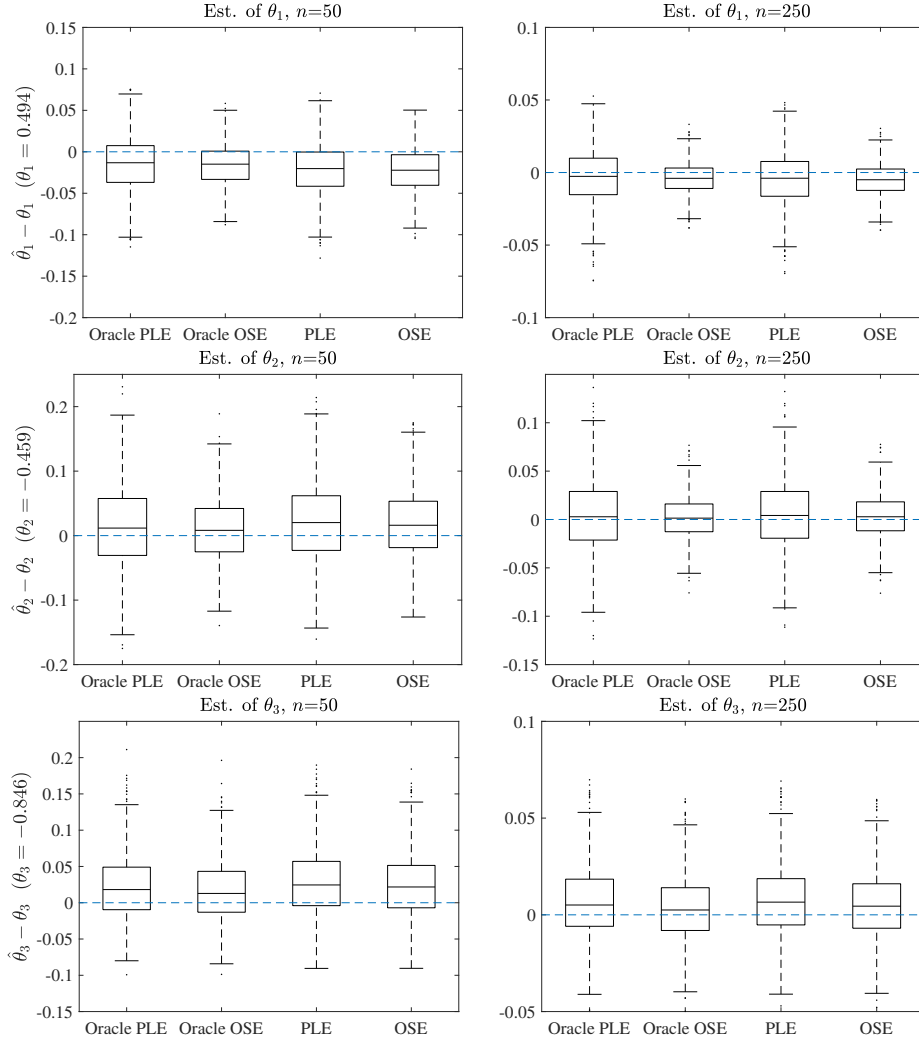 Est. of θ₁, n=50
Est. of θ₁, n=250
0.15
0.1
0.05
0
-0.05
-0.1
-0.15
-0.2
θ̂₁ − θ₁ (θ₁ = 0.494)
Oracle PLE Oracle OSE PLE OSE
0.1
0.05
0
-0.05
-0.1
Oracle PLE Oracle OSE PLE OSE
Est. of θ₂, n=50
Est. of θ₂, n=250
0.2
0.1
0
-0.1
-0.2
θ̂₂ − θ₂ (θ₂ = −0.459)
Oracle PLE Oracle OSE PLE OSE
0.1
0.05
0
-0.05
-0.1
-0.15
Oracle PLE Oracle OSE PLE OSE
Est. of θ₃, n=50
Est. of θ₃, n=250
0.2
0.15
0.1
0.05
0
-0.05
-0.1
-0.15
θ̂₃ − θ₃ (θ₃ = −0.846)
Oracle PLE Oracle OSE PLE OSE
0.1
0.05
0
-0.05
Oracle PLE Oracle OSE PLE OSE